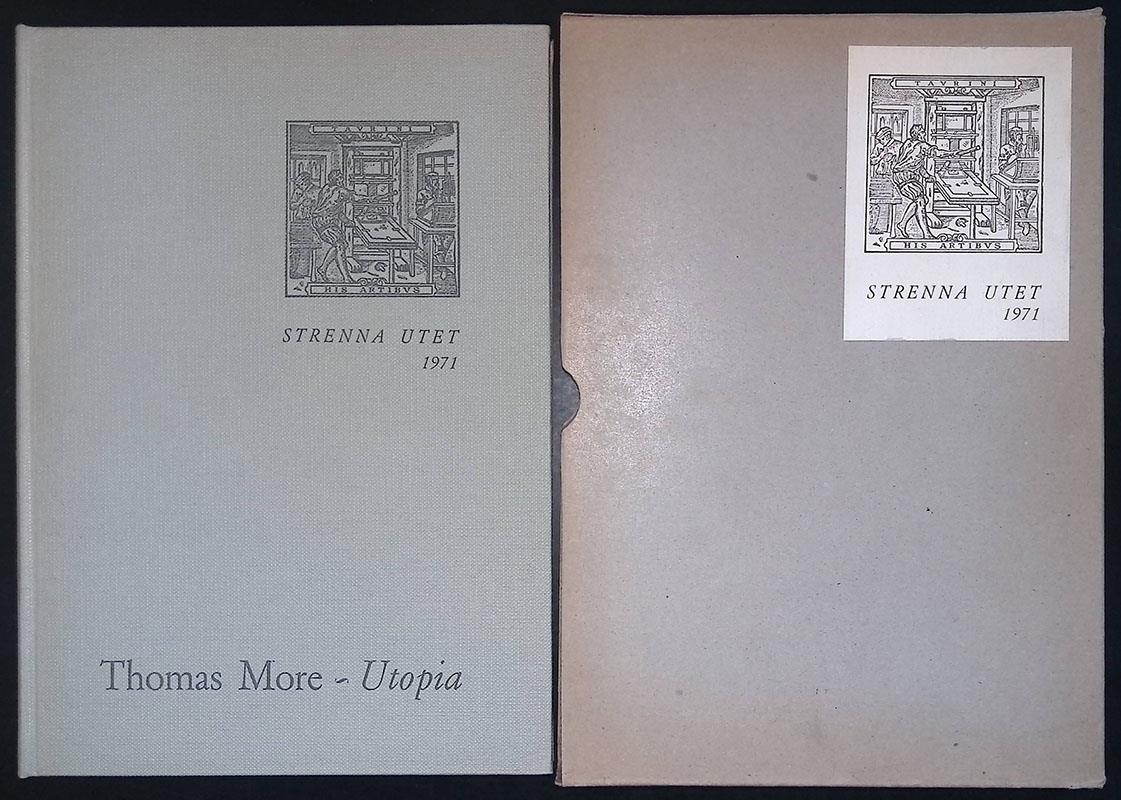 TAVRINI
HIS ARTIBVS
STRENNA UTET
1971
Thomas More ~ Utopia
TAVRINI
HIS ARTIBVS
STRENNA UTET
1971